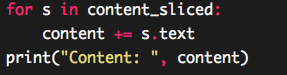 for s in content_sliced:
    content += s.text
print("Content: ", content)